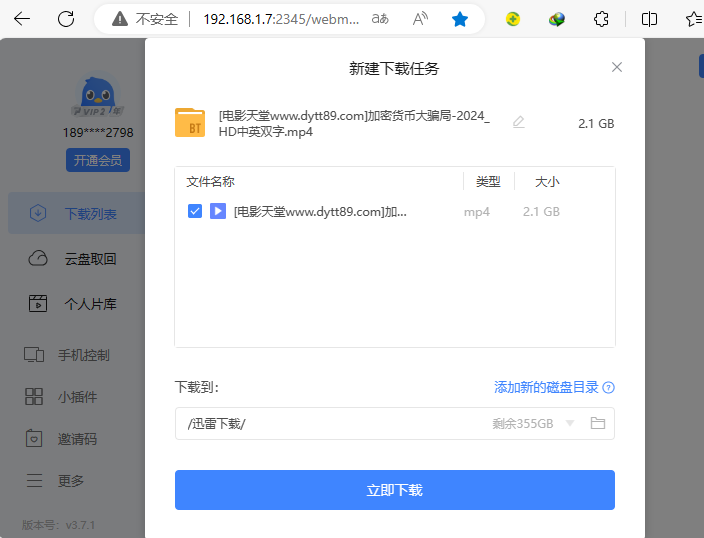 不安全 192.168.1.7:2345/webm...
189****2798
开通会员
下载列表
云盘取回
个人片库
手机控制
小插件
邀请码
更多
版本号：v3.7.1
新建下载任务
BT
[电影天堂www.dytt89.com]加密货币大骗局-2024_
HD中英双字.mp4
2.1 GB
文件名称 类型 大小
[电影天堂www.dytt89.com]加... mp4 2.1 GB
下载到：
添加新的磁盘目录
/迅雷下载/ 剩余355GB
立即下载